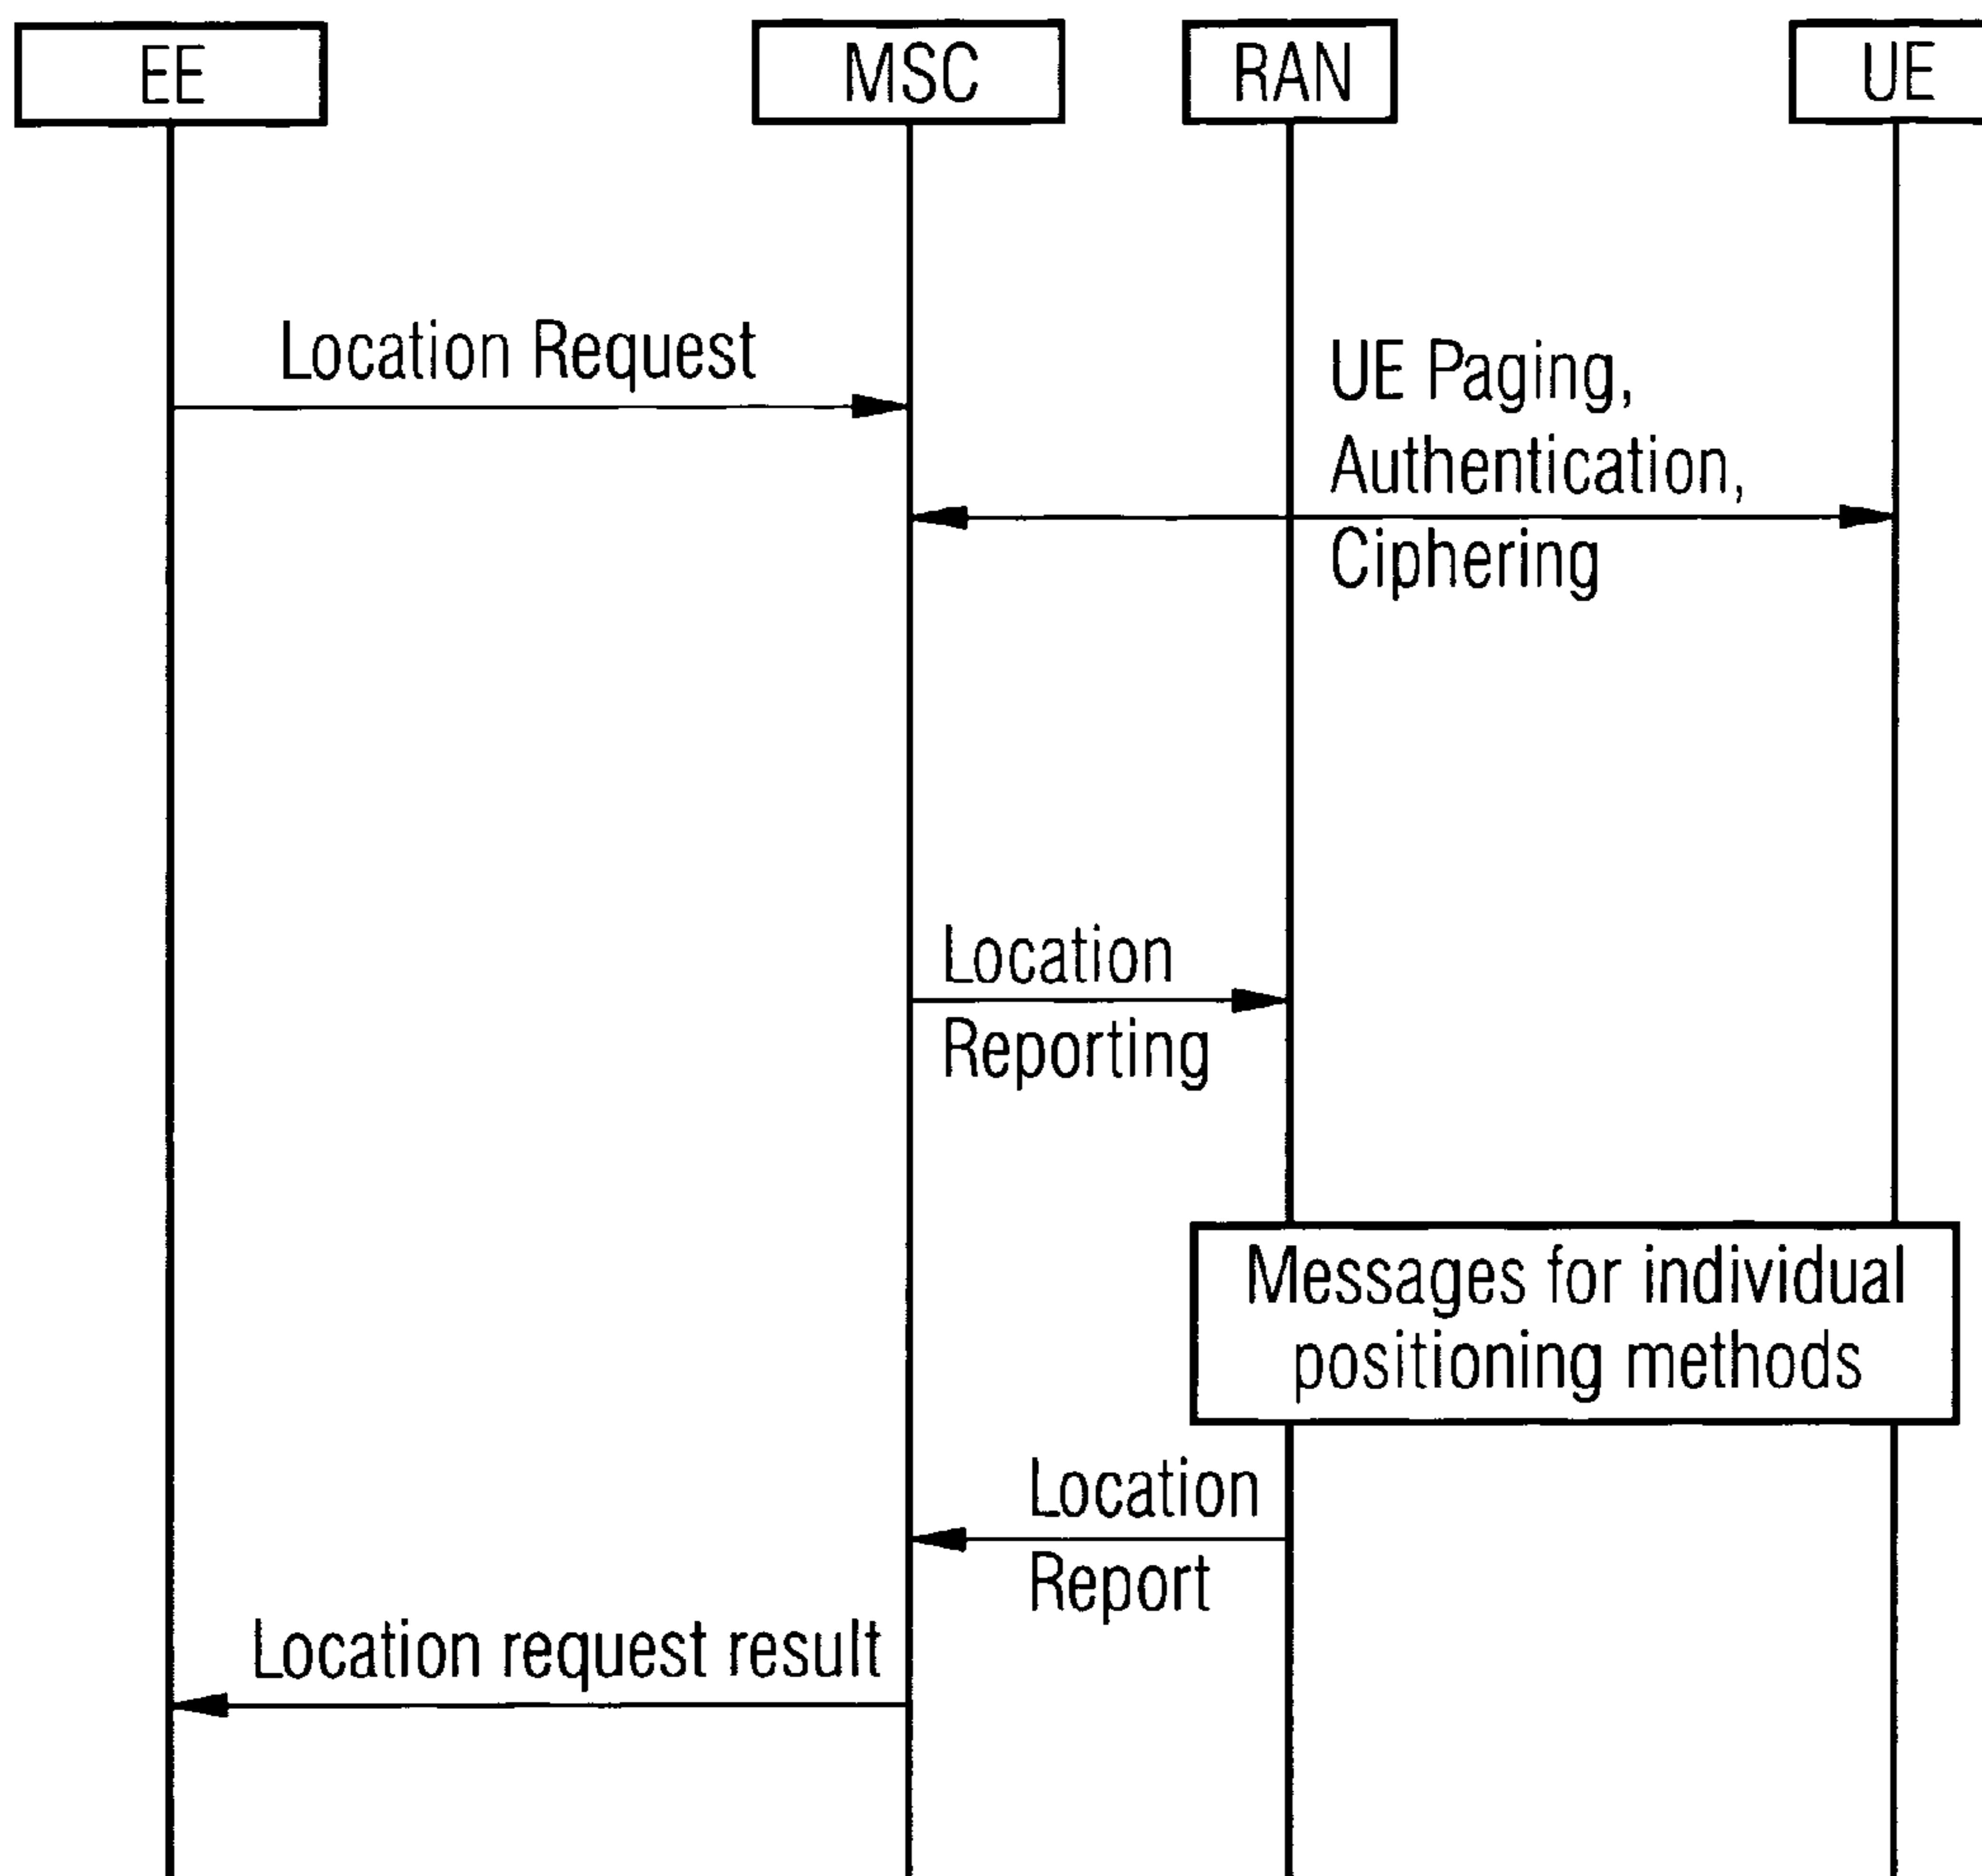 EE
MSC
RAN
UE
Location Request
UE Paging,
Authentication,
Ciphering
Location
Reporting
Messages for individual
positioning methods
Location
Report
Location request result